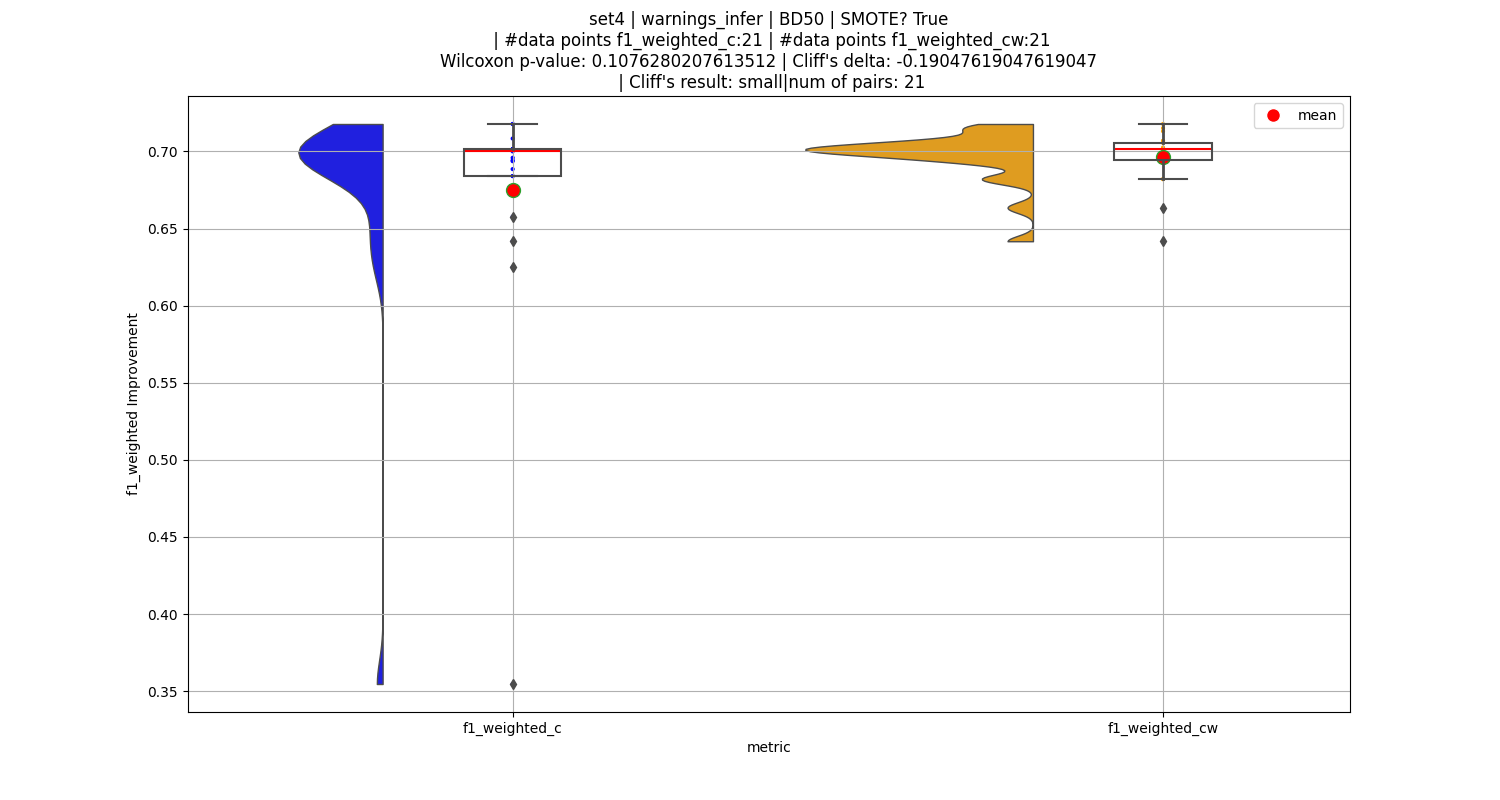 set4 | warnings_infer | BD50 | SMOTE? True
| #data points f1_weighted_c:21 | #data points f1_weighted_cw:21
Wilcoxon p-value: 0.1076280207613512 | Cliff's delta: -0.19047619047619047
| Cliff's result: small|num of pairs: 21
mean
0.70
0.65
0.60
0.55
0.50
0.45
0.40
0.35
f1_weighted Improvement
f1_weighted_c
f1_weighted_cw
metric